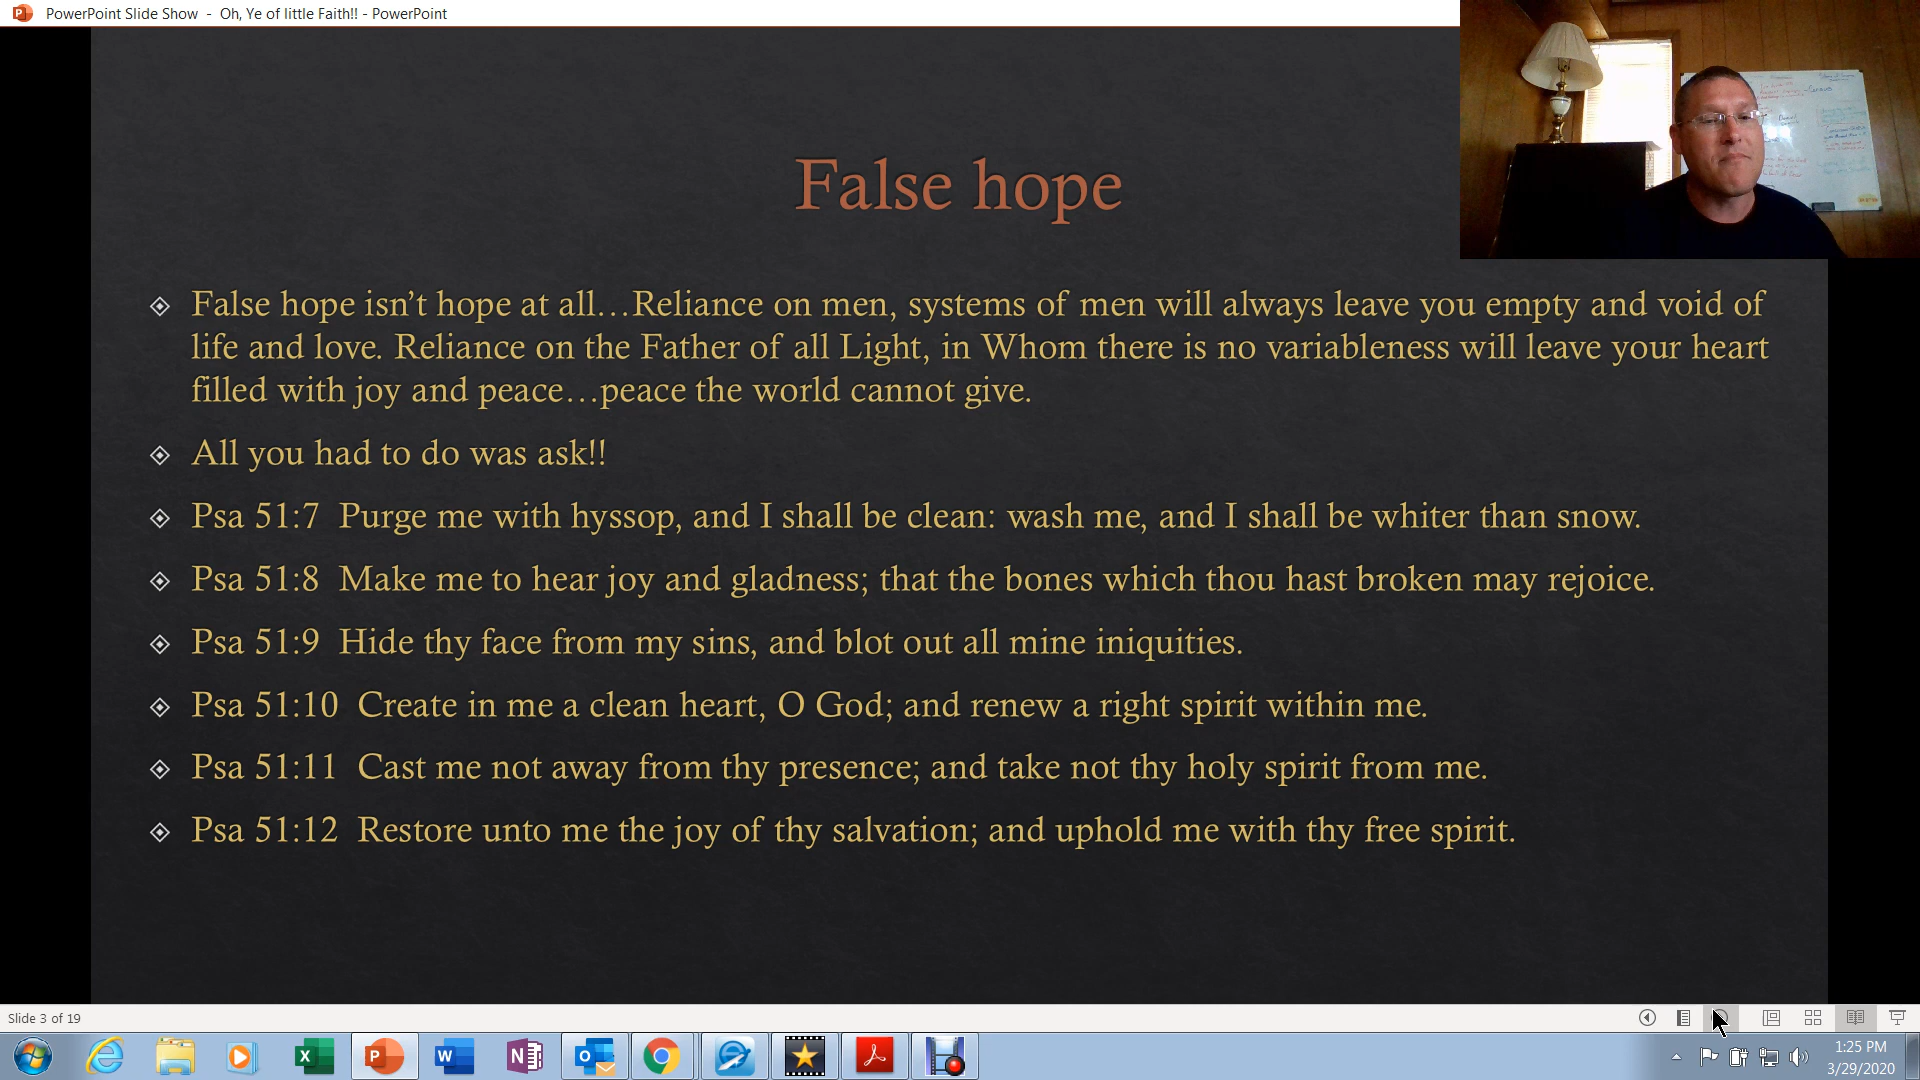 PowerPoint Slide Show  -  Oh, Ye of little Faith!! - PowerPoint
False hope
False hope isn’t hope at all…Reliance on men, systems of men will always leave you empty and void of
life and love. Reliance on the Father of all Light, in Whom there is no variableness will leave your heart
filled with joy and peace…peace the world cannot give.
All you had to do was ask!!
Psa 51:7  Purge me with hyssop, and I shall be clean: wash me, and I shall be whiter than snow.
Psa 51:8  Make me to hear joy and gladness; that the bones which thou hast broken may rejoice.
Psa 51:9  Hide thy face from my sins, and blot out all mine iniquities.
Psa 51:10  Create in me a clean heart, O God; and renew a right spirit within me.
Psa 51:11  Cast me not away from thy presence; and take not thy holy spirit from me.
Psa 51:12  Restore unto me the joy of thy salvation; and uphold me with thy free spirit.
Slide 3 of 19
1:25 PM
3/29/2020